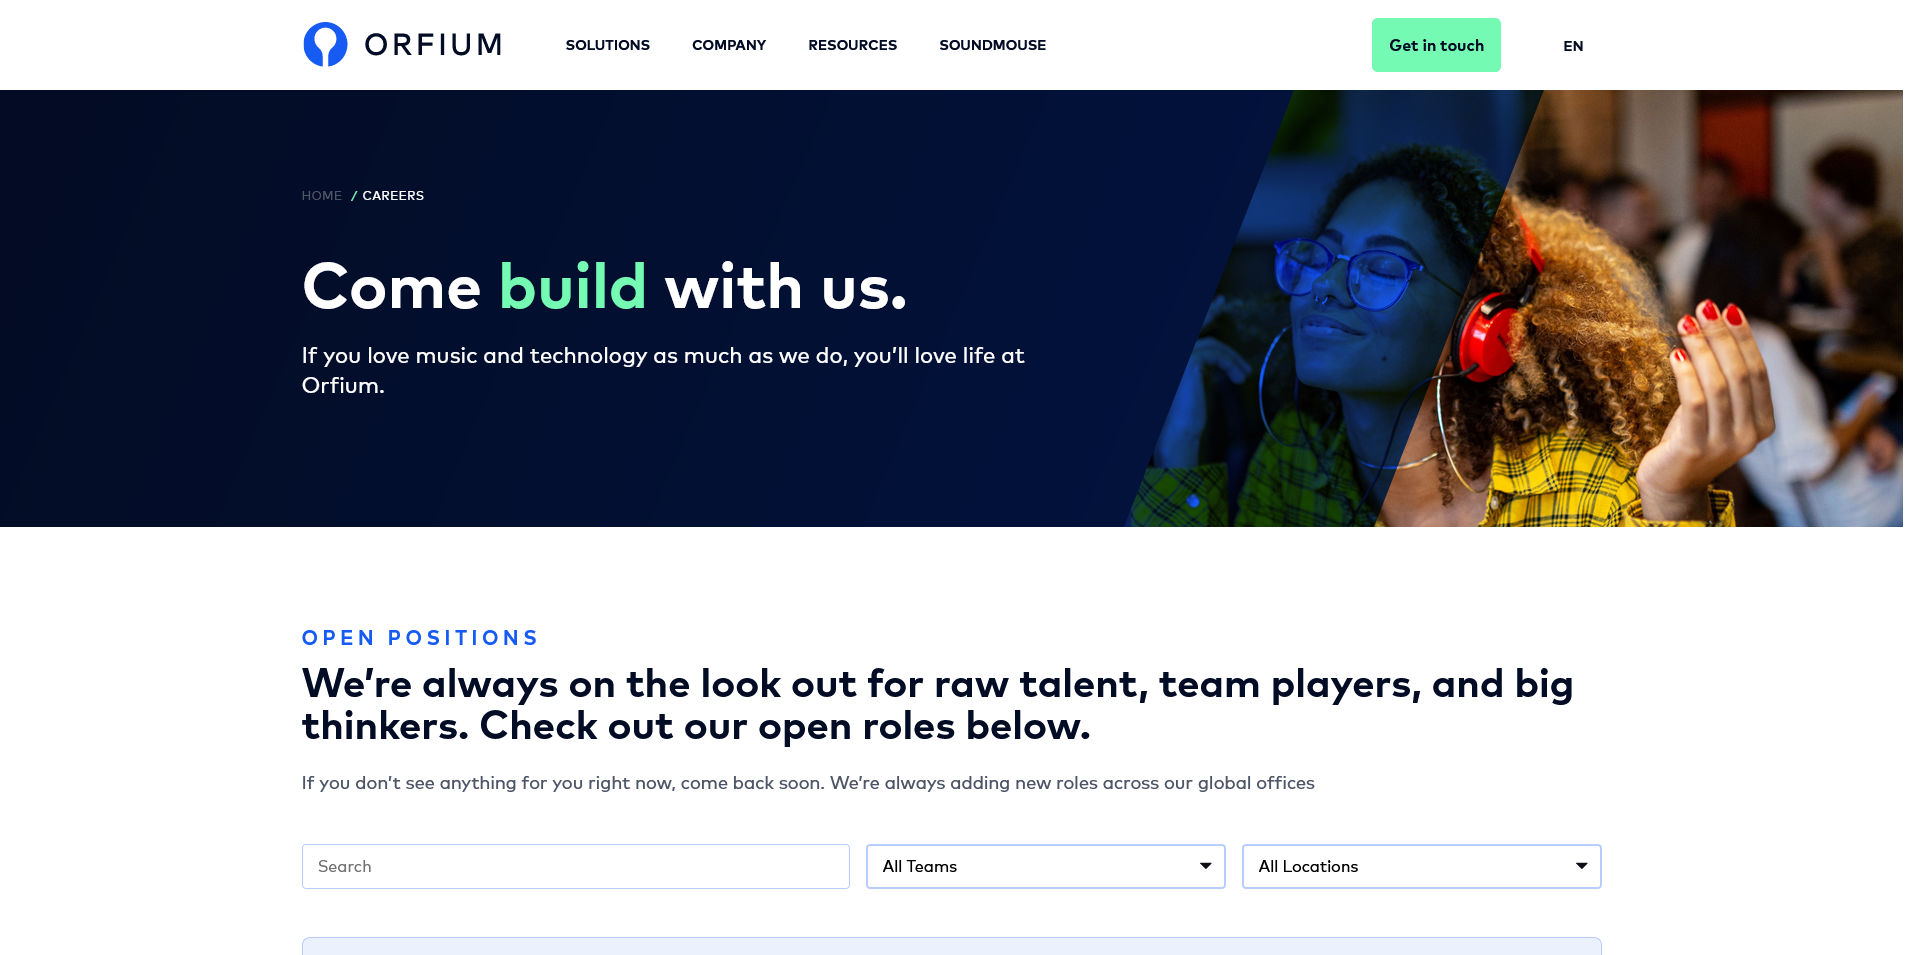 ORFIUM
SOLUTIONS
COMPANY
RESOURCES
SOUNDMOUSE
Get in touch
EN
HOME / CAREERS
Come build with us.
If you love music and technology as much as we do, you’ll love life at
Orfium.
OPEN POSITIONS
We’re always on the look out for raw talent, team players, and big
thinkers. Check out our open roles below.
If you don’t see anything for you right now, come back soon. We’re always adding new roles across our global offices
Search
All Teams
All Locations